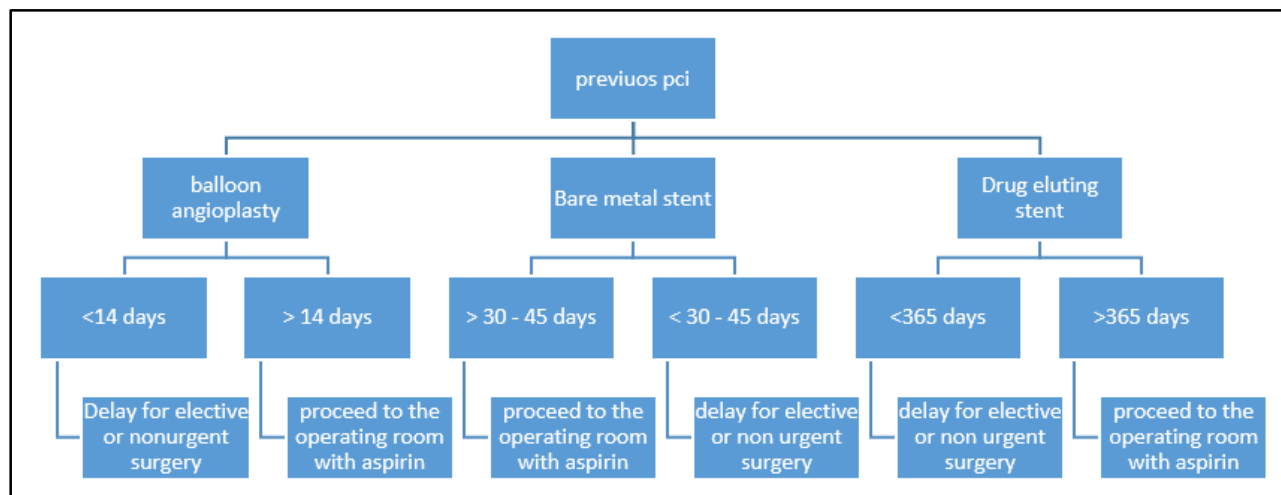 previuos pci
balloon
angioplasty
Bare metal stent
Drug eluting
stent
<14 days
> 14 days
> 30 - 45 days
< 30 - 45 days
<365 days
>365 days
Delay for elective
or nonurgent
surgery
proceed to the
operating room
with aspirin
proceed to the
operating room
with aspirin
delay for elective
or non urgent
surgery
delay for elective
or non urgent
surgery
proceed to the
operating room
with aspirin